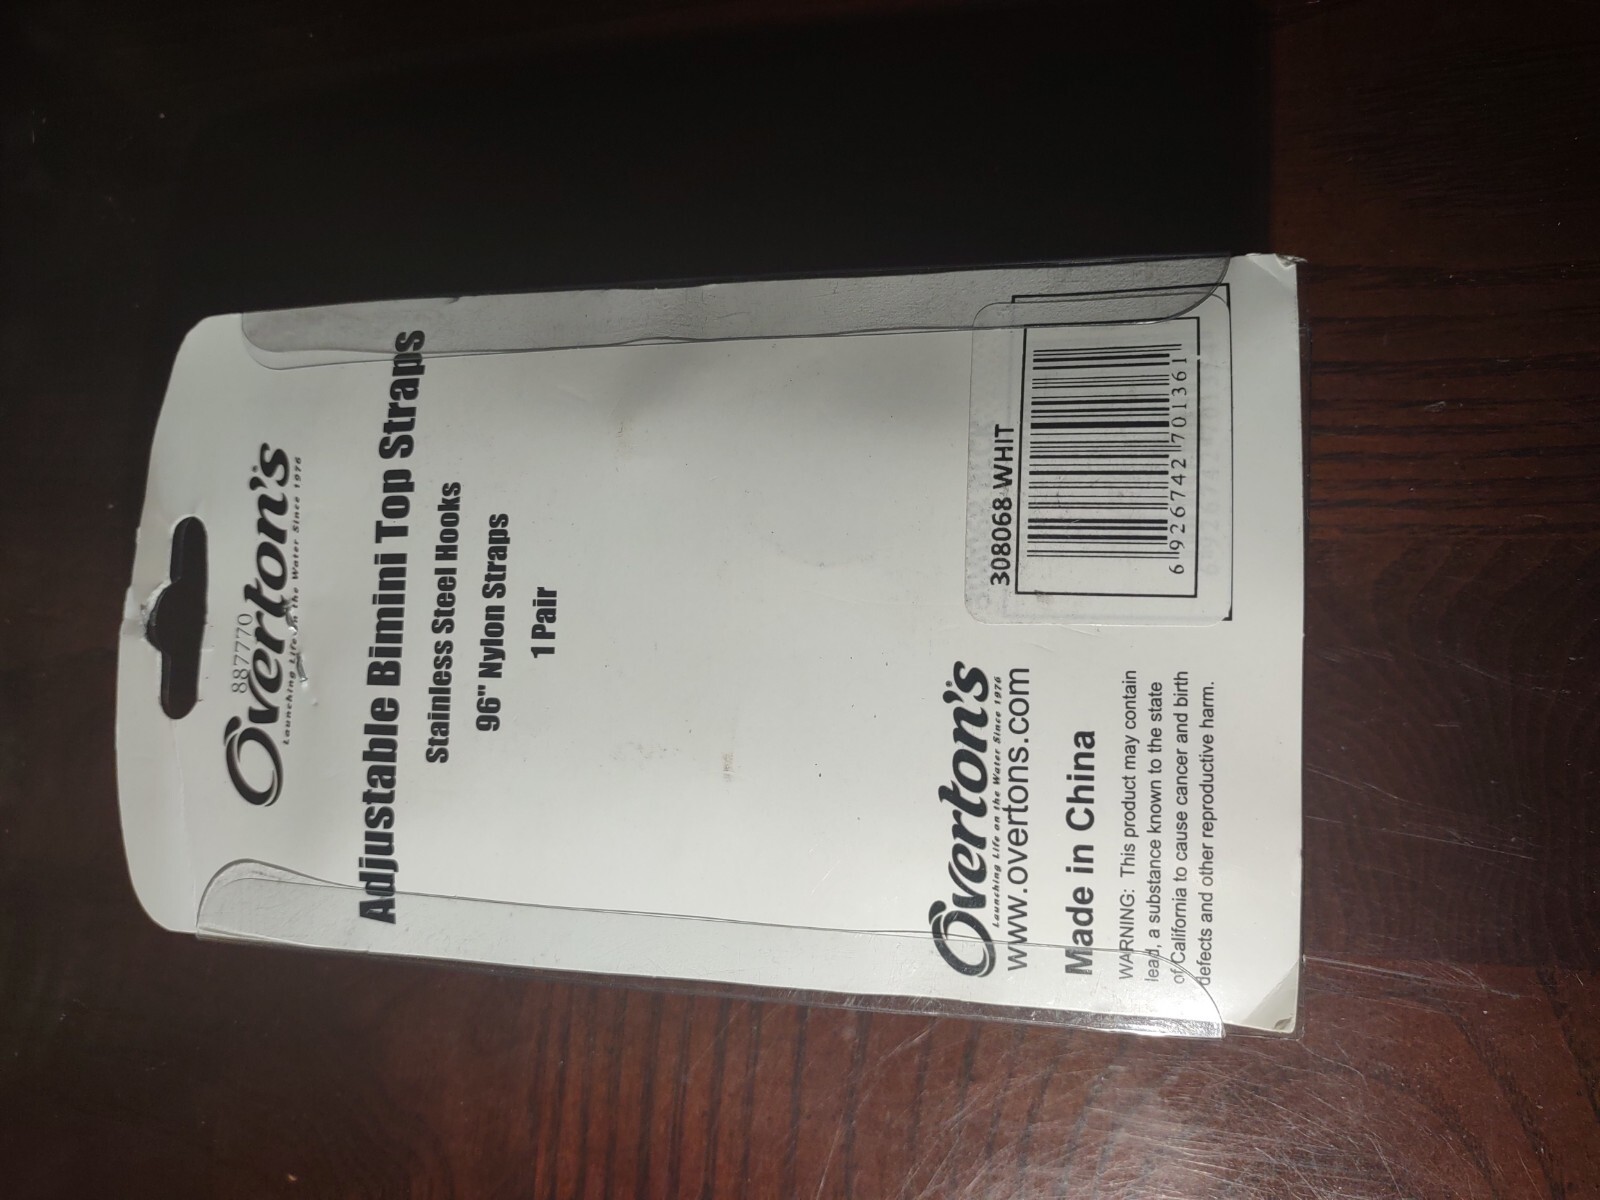 887770
Overton's®
Launching Life on the Water Since 1976
Adjustable Bimini Top Straps
Stainless Steel Hooks
96" Nylon Straps
1 Pair
Overton's®
Launching Life on the Water Since 1976
www.overtons.com
Made in China
WARNING: This product may contain
lead, a substance known to the state
of California to cause cancer and birth
defects and other reproductive harm.
308068 WHIT
6 926742 701361